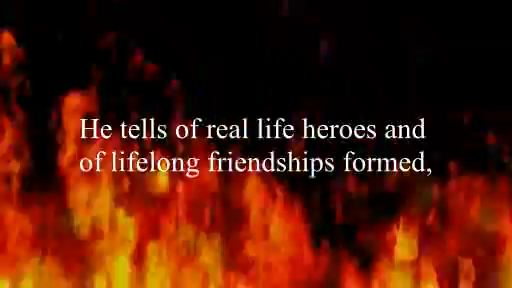 He tells of real life heroes and
of lifelong friendships formed,